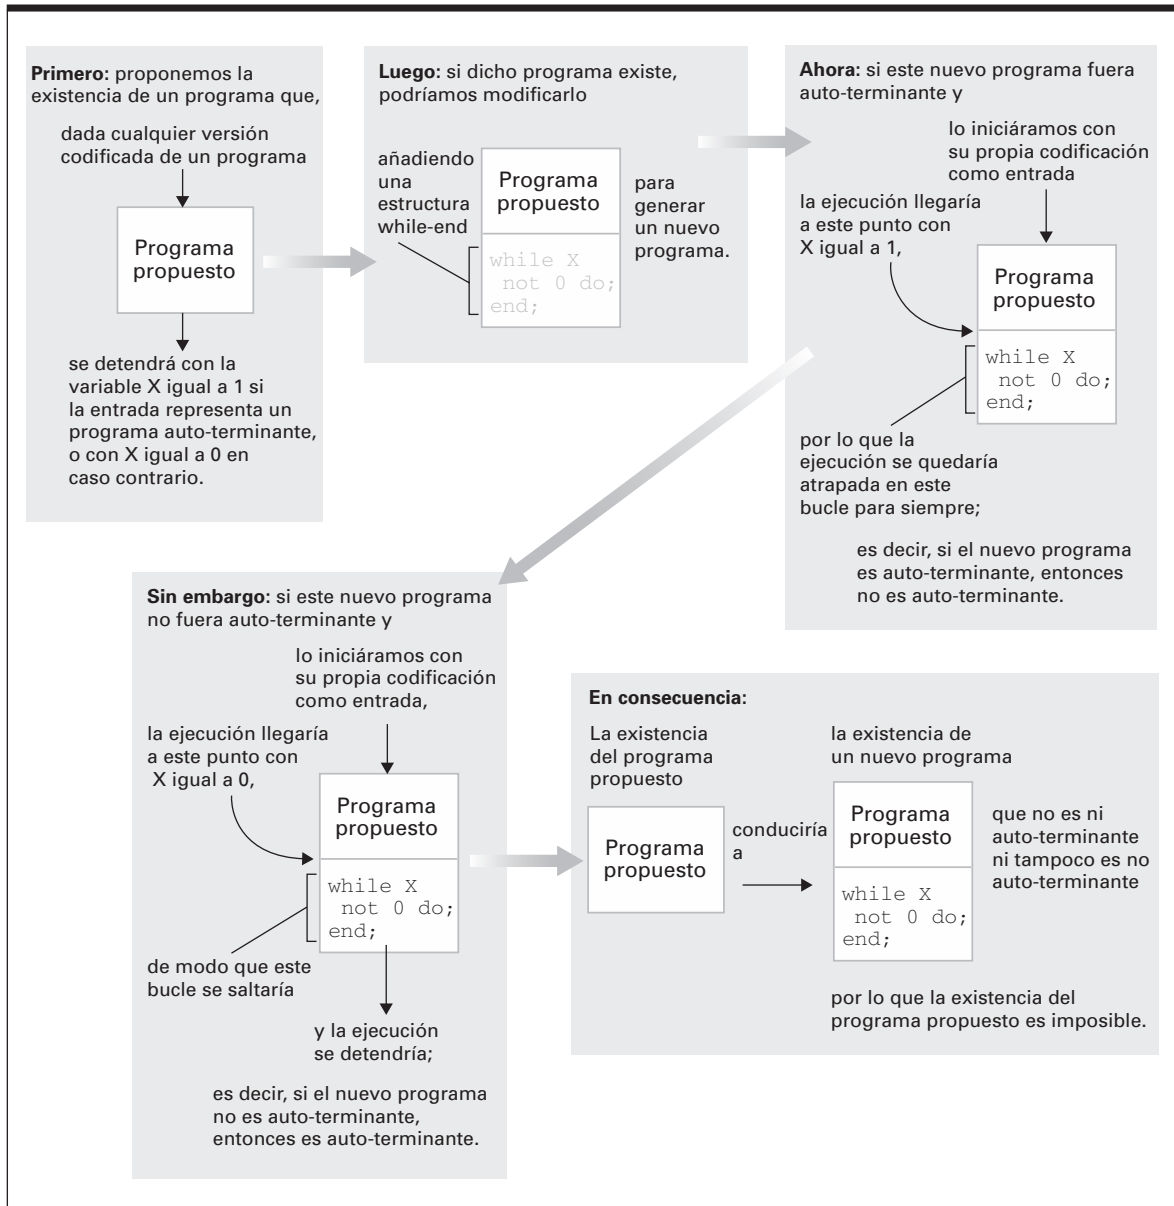 Primero: proponemos la
existencia de un programa que,
dada cualquier versión
codificada de un programa
Programa
propuesto
se detendrá con la
variable X igual a 1 si
la entrada representa un
programa auto-terminante,
o con X igual a 0 en
caso contrario.
Luego: si dicho programa existe,
podríamos modificarlo
añadiendo
una
estructura
while-end
Programa
propuesto
while X
not 0 do;
end;
para
generar
un nuevo
programa.
Ahora: si este nuevo programa fuera
auto-terminante y
lo iniciáramos con
su propia codificación
como entrada
la ejecución llegaría
a este punto con
X igual a 1,
Programa
propuesto
while X
not 0 do;
end;
por lo que la
ejecución se quedaría
atrapada en este
bucle para siempre;
es decir, si el nuevo programa
es auto-terminante, entonces
no es auto-terminante.
Sin embargo: si este nuevo programa
no fuera auto-terminante y
lo iniciáramos con
su propia codificación
como entrada,
la ejecución llegaría
a este punto con
X igual a 0,
Programa
propuesto
while X
not 0 do;
end;
de modo que este
bucle se saltaría
y la ejecución
se detendría;
es decir, si el nuevo programa
no es auto-terminante,
entonces es auto-terminante.
En consecuencia:
La existencia
del programa
propuesto
Programa
propuesto
conduciría
a
la existencia de
un nuevo programa
Programa
propuesto
while X
not 0 do;
end;
que no es ni
auto-terminante
ni tampoco es no
auto-terminante
por lo que la existencia del
programa propuesto es imposible.